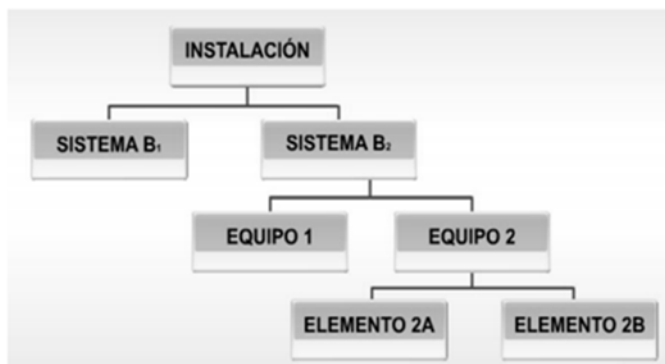 INSTALACIÓN
SISTEMA B₁
SISTEMA B₂
EQUIPO 1
EQUIPO 2
ELEMENTO 2A
ELEMENTO 2B